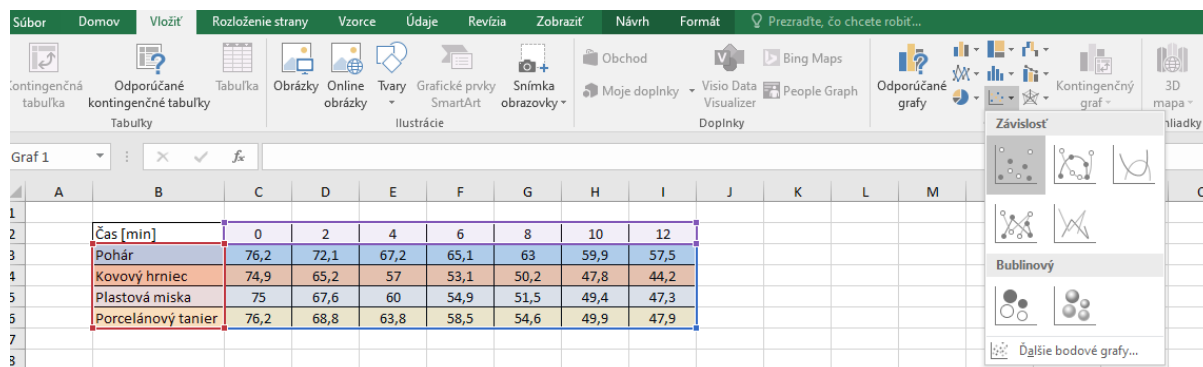 Súbor Domov Vložiť Rozloženie strany Vzorce Údaje Revízia Zobraziť Návrh Formát Prezraďte, čo chcete robiť...
Kontingenčná tabuľka
Odporúčané kontingenčné tabuľky
Tabuľka
Obrázky
Online obrázky
Tvary
Grafické prvky SmartArt
Snímka obrazovky
Obchod
Moje doplnky
Visio Data Visualizer
Bing Maps
People Graph
Odporúčané grafy
Kontingenčný graf
3D mapa
Tabuľky Ilustrácie Doplnky
Závislosť
Bublinový
Ďalšie bodové grafy...
Graf 1 fx
A B C D E F G H I J K L M
1
2 Čas [min] 0 2 4 6 8 10 12
3 Pohár 76,2 72,1 67,2 65,1 63 59,9 57,5
4 Kovový hrniec 74,9 65,2 57 53,1 50,2 47,8 44,2
5 Plastová miska 75 67,6 60 54,9 51,5 49,4 47,3
6 Porcelánový tanier 76,2 68,8 63,8 58,5 54,6 49,9 47,9
7
8